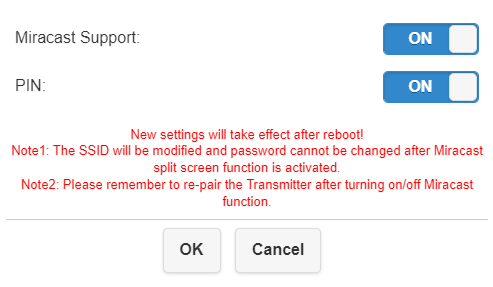 Miracast Support:
ON
PIN:
ON
New settings will take effect after reboot!
Note1: The SSID will be modified and password cannot be changed after Miracast
split screen function is activated.
Note2: Please remember to re-pair the Transmitter after turning on/off Miracast
function.
OK
Cancel